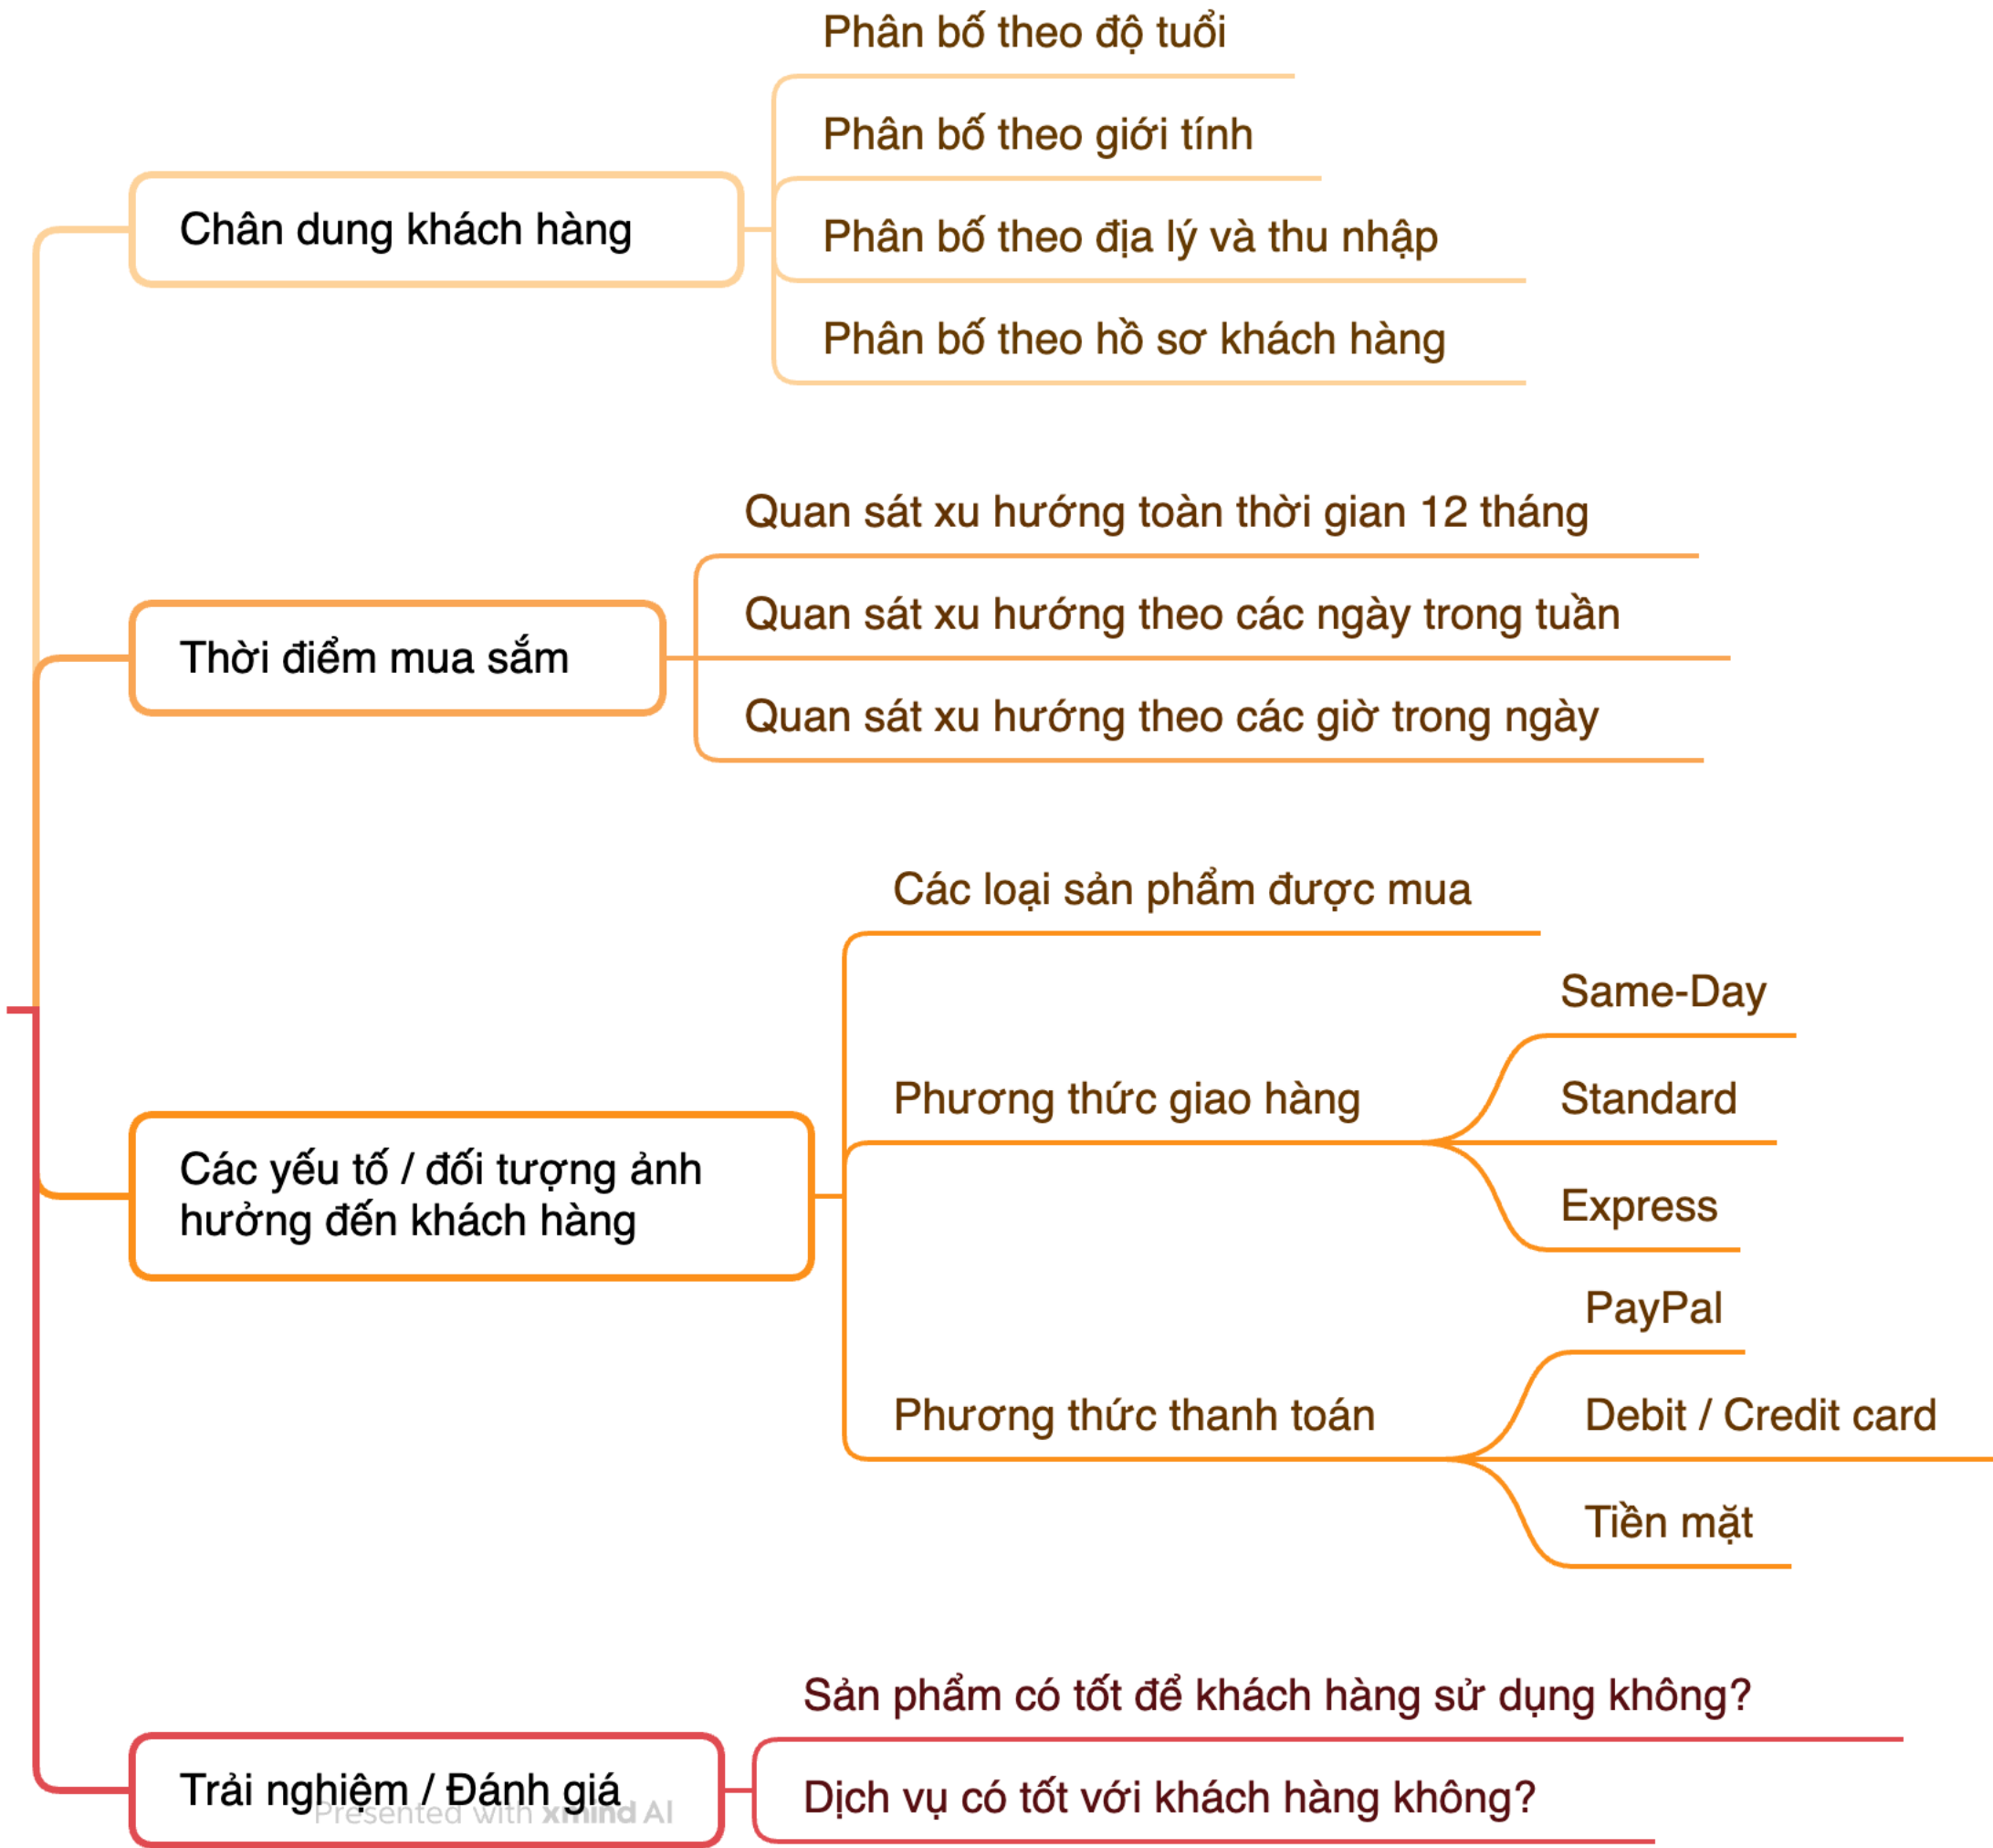 Phân bố theo độ tuổi
Phân bố theo giới tính
Chân dung khách hàng
Phân bố theo địa lý và thu nhập
Phân bố theo hồ sơ khách hàng
Quan sát xu hướng toàn thời gian 12 tháng
Quan sát xu hướng theo các ngày trong tuần
Thời điểm mua sắm
Quan sát xu hướng theo các giờ trong ngày
Các loại sản phẩm được mua
Same-Day
Phương thức giao hàng
Standard
Express
Các yếu tố / đối tượng ảnh
hưởng đến khách hàng
PayPal
Phương thức thanh toán
Debit / Credit card
Tiền mặt
Sản phẩm có tốt để khách hàng sử dụng không?
Trải nghiệm / Đánh giá
Dịch vụ có tốt với khách hàng không?
Presented with xmind AI